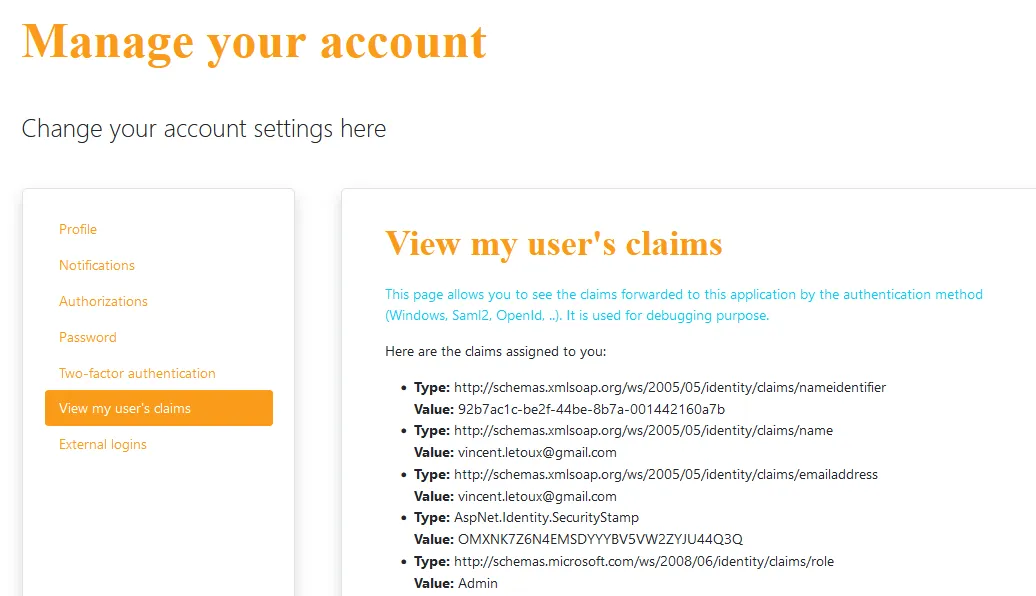 Manage your account
Change your account settings here
Profile
Notifications
Authorizations
Password
Two-factor authentication
View my user's claims
External logins
View my user's claims
This page allows you to see the claims forwarded to this application by the authentication method
(Windows, Saml2, OpenId, ..). It is used for debugging purpose.
Here are the claims assigned to you:
• Type: http://schemas.xmlsoap.org/ws/2005/05/identity/claims/nameidentifier
Value: 92b7ac1c-be2f-44be-8b7a-001442160a7b
• Type: http://schemas.xmlsoap.org/ws/2005/05/identity/claims/name
Value: vincent.letoux@gmail.com
• Type: http://schemas.xmlsoap.org/ws/2005/05/identity/claims/emailaddress
Value: vincent.letoux@gmail.com
• Type: AspNet.Identity.SecurityStamp
Value: OMXNK7Z6N4EMSDYYYBV5VW2ZYJU44Q3Q
• Type: http://schemas.microsoft.com/ws/2008/06/identity/claims/role
Value: Admin